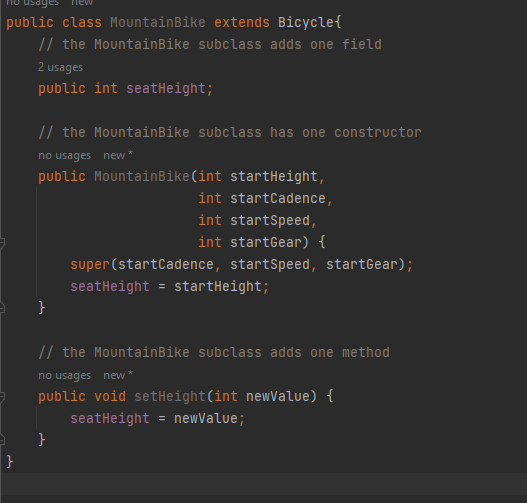 no usages   new
public class MountainBike extends Bicycle{
    // the MountainBike subclass adds one field
    2 usages
    public int seatHeight;
    // the MountainBike subclass has one constructor
    no usages   new *
    public MountainBike(int startHeight,
                        int startCadence,
                        int startSpeed,
                        int startGear) {
        super(startCadence, startSpeed, startGear);
        seatHeight = startHeight;
    }
    // the MountainBike subclass adds one method
    no usages   new *
    public void setHeight(int newValue) {
        seatHeight = newValue;
    }
}